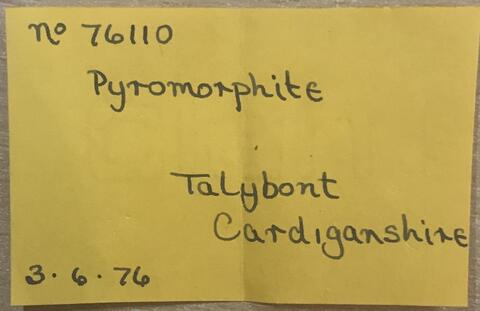 No 76110
Pyromorphite
Talybont
Cardiganshire
3·6·76